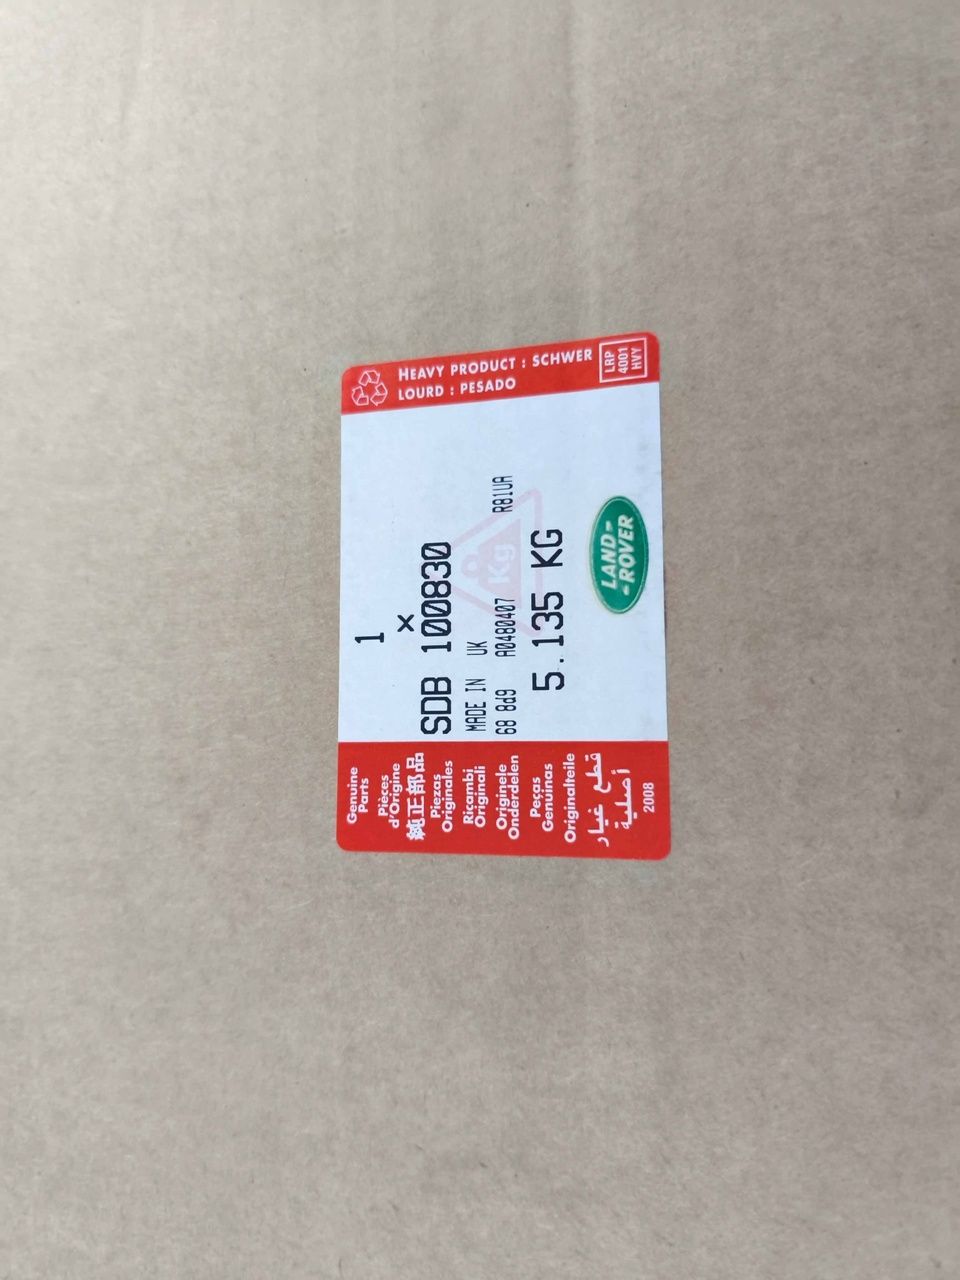 HEAVY PRODUCT : SCHWER
LOURD : PESADO
LRP
4001
HVY
1
×
SDB 100830
MADE IN UK
68 8d9 A0480407 R81UA
Kg
5.135 KG
LAND-
-ROVER
Genuine
Parts
Pièces
d'Origine
純正部品
Piezas
Originales
Ricambi
Originali
Originele
Onderdelen
Peças
Genuinas
Originalteile
قطع غيار
أصلية
2008